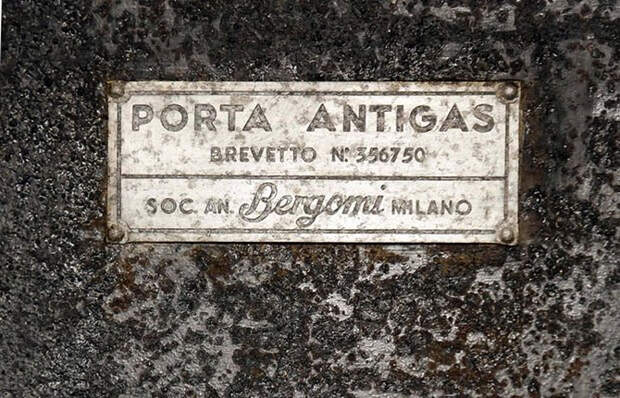 PORTA ANTIGAS
BREVETTO N° 356750
SOC. AN. Bergomi MILANO